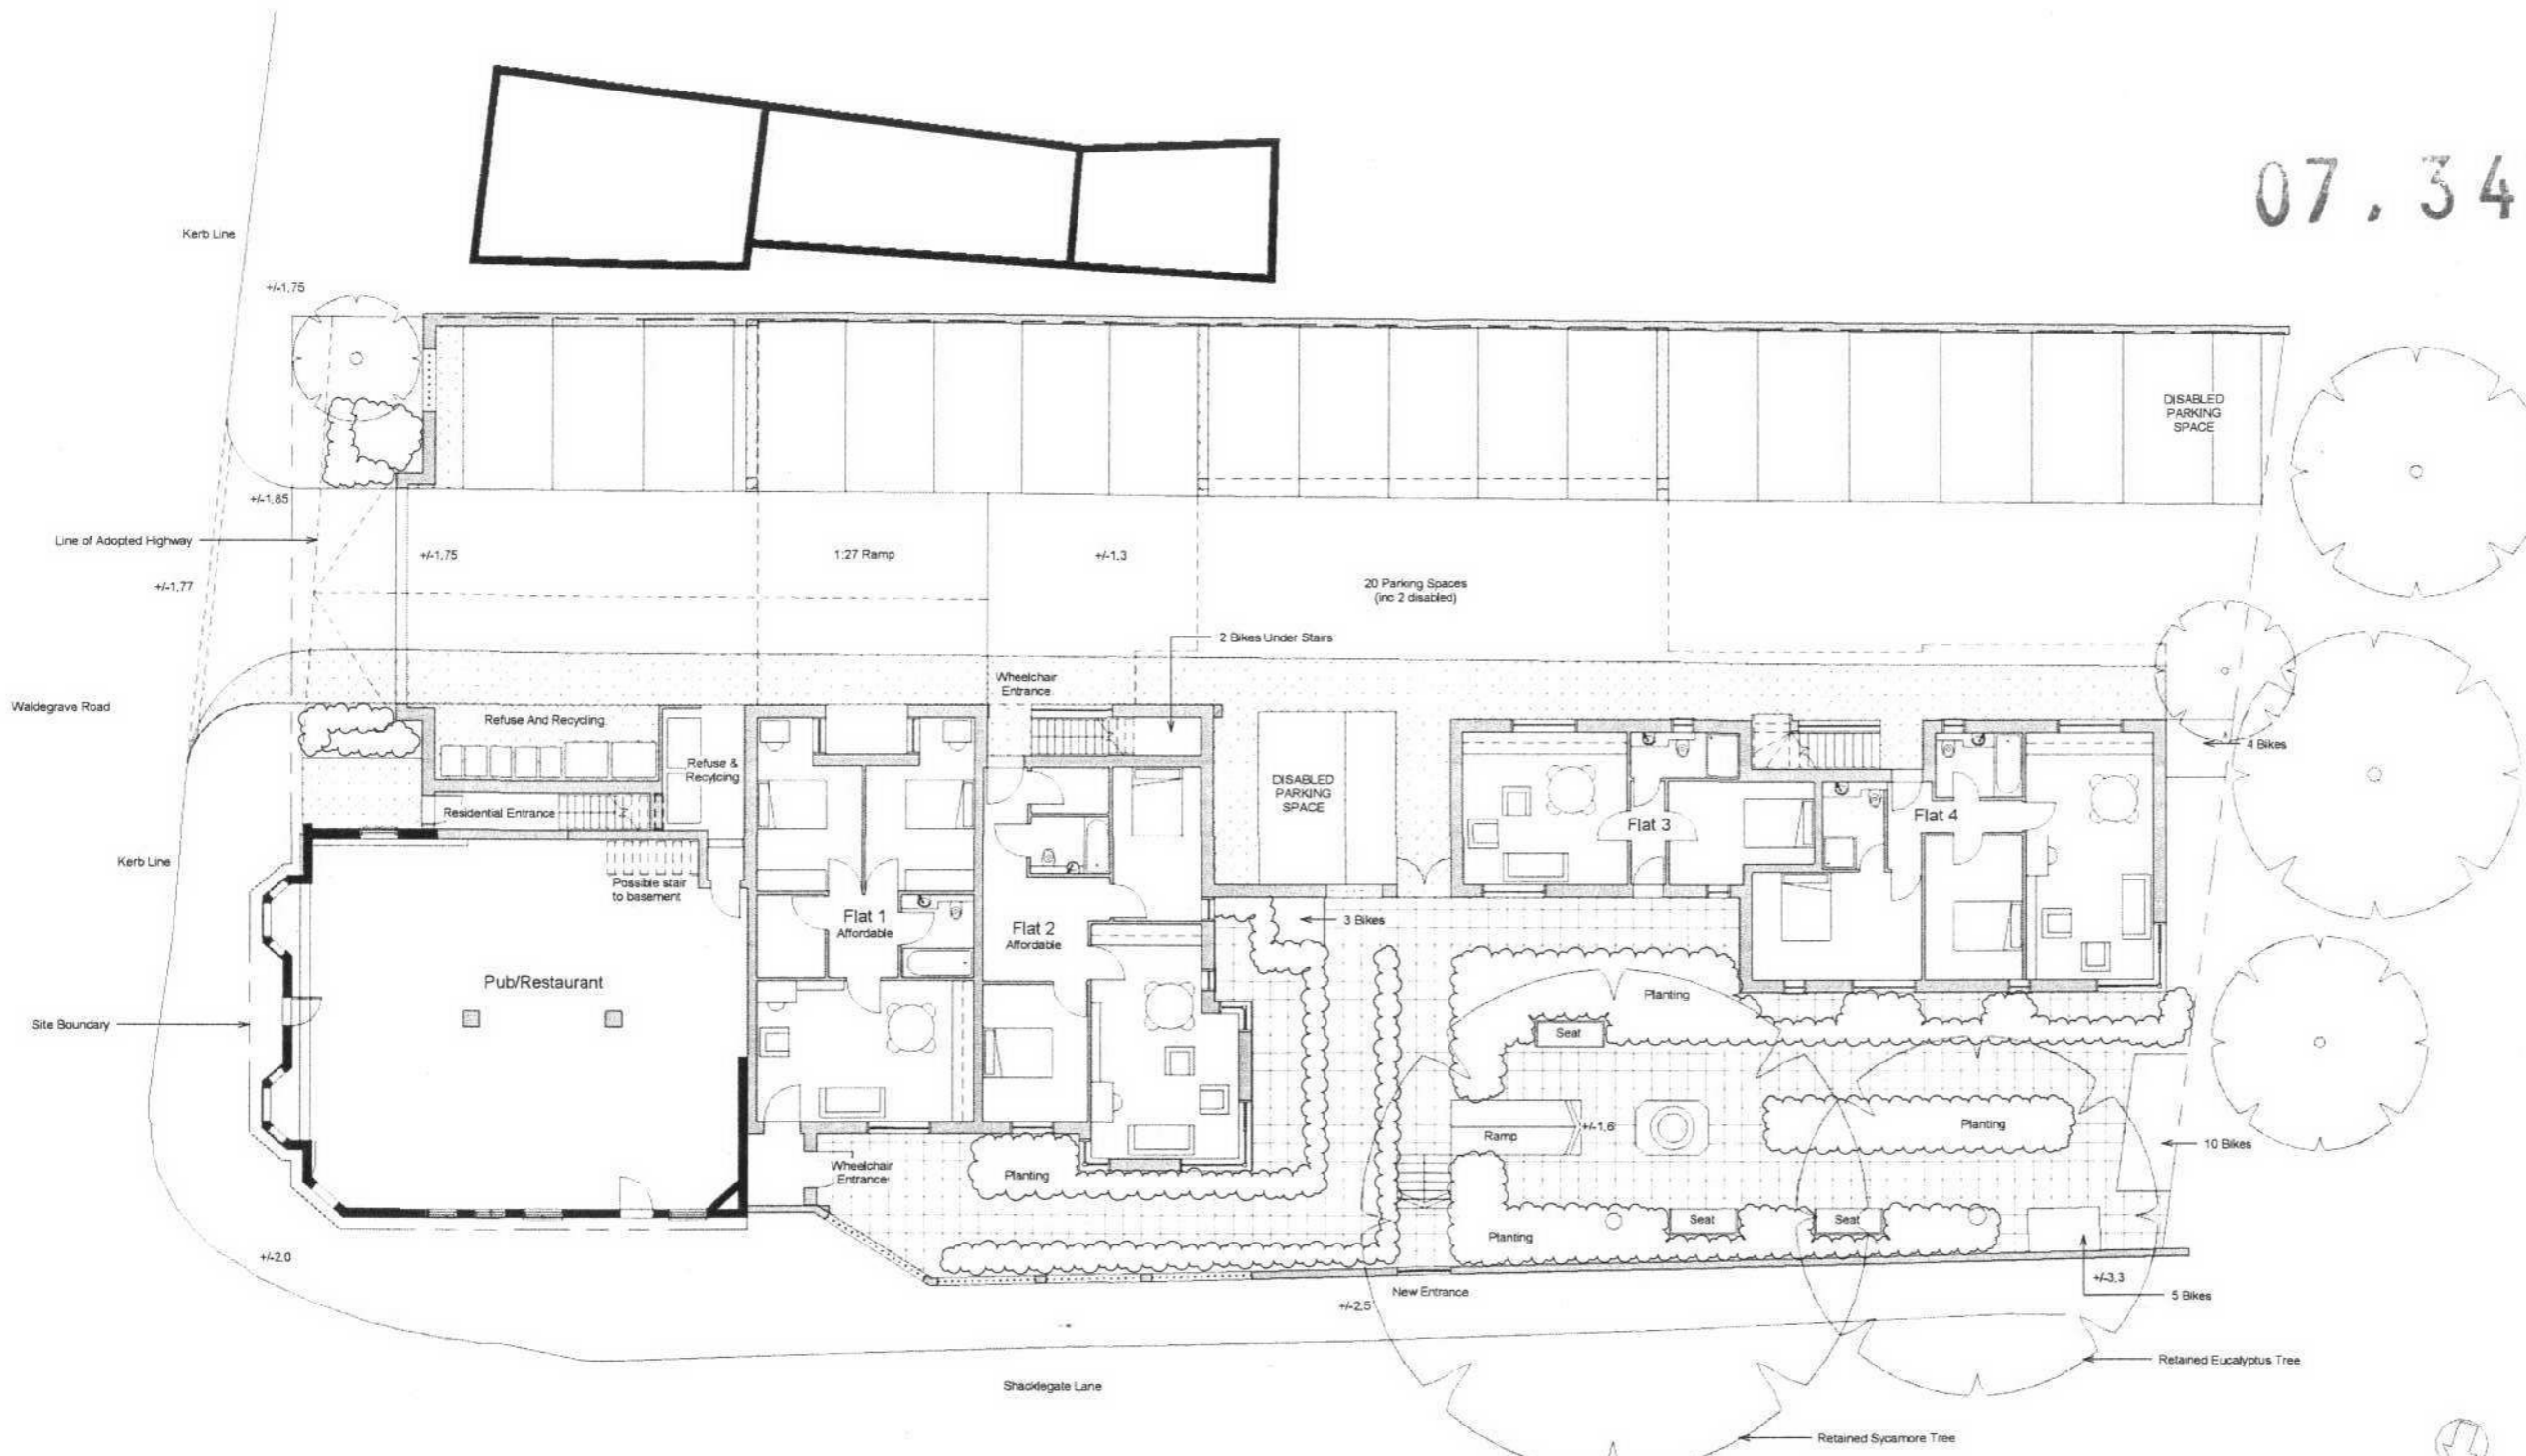 07.34
Kerb Line
+/-1.75
DISABLED
PARKING
SPACE
+/-1.85
Line of Adopted Highway
+/-1.75
1:27 Ramp
+/-1.3
+/-1.77
20 Parking Spaces
(inc 2 disabled)
2 Bikes Under Stairs
Wheelchair
Entrance
Waldegrave Road
Refuse And Recycling
4 Bikes
Refuse &
Recylcing
DISABLED
PARKING
SPACE
Residential Entrance
Flat 3
Flat 4
Kerb Line
Possible stair
to basement
Flat 1
Affordable
Flat 2
Affordable
3 Bikes
Pub/Restaurant
Planting
Site Boundary
Seat
Ramp
+/-1.6
Planting
10 Bikes
Wheelchair
Entrance
Planting
Seat
Seat
Planting
+/-2.0
+/-3.3
New Entrance
5 Bikes
+/-2.5
Retained Eucalyptus Tree
Shacklegate Lane
Retained Sycamore Tree